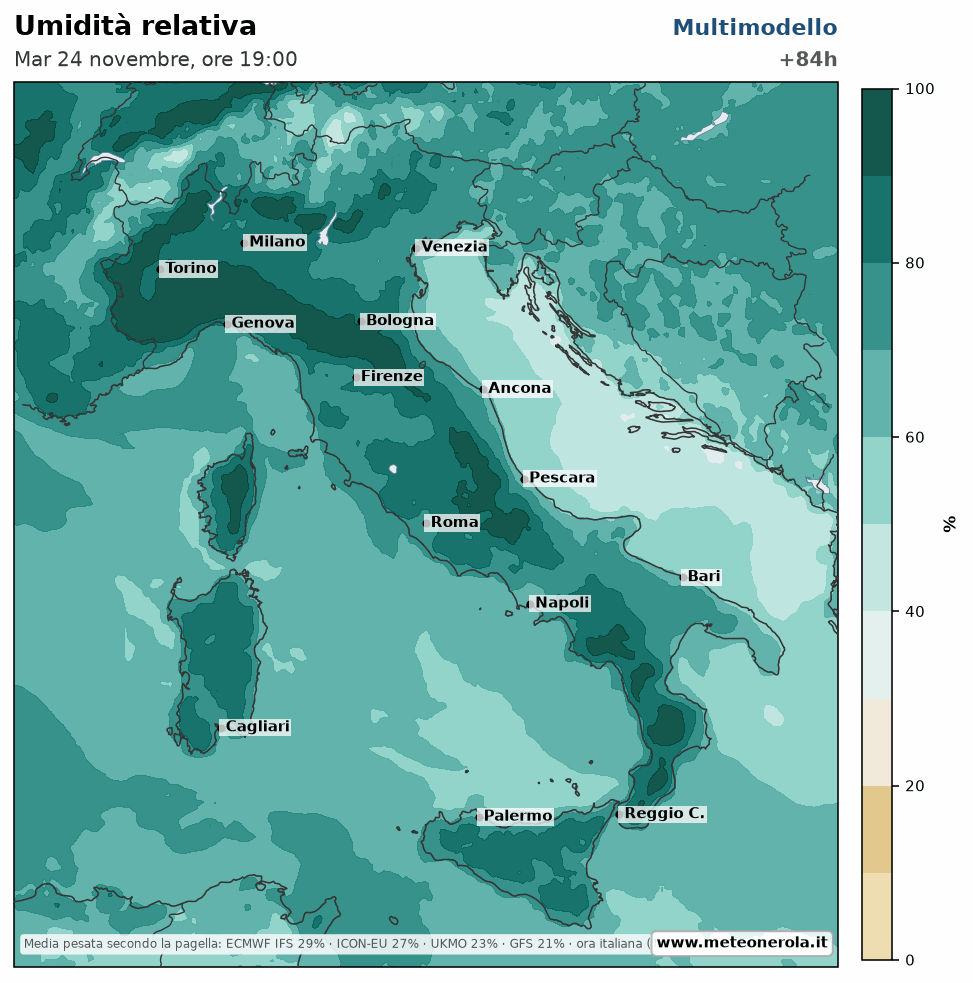 Umidità relativa
Multimodello
Mar 24 novembre, ore 19:00
+84h
100
80
60
40
20
0
%
Milano
Venezia
Torino
Genova
Bologna
Firenze
Ancona
Pescara
Roma
Bari
Napoli
Cagliari
Palermo
Reggio C.
Media pesata secondo la pagella: ECMWF IFS 29% · ICON-EU 27% · UKMO 23% · GFS 21% · ora italiana (
www.meteonerola.it